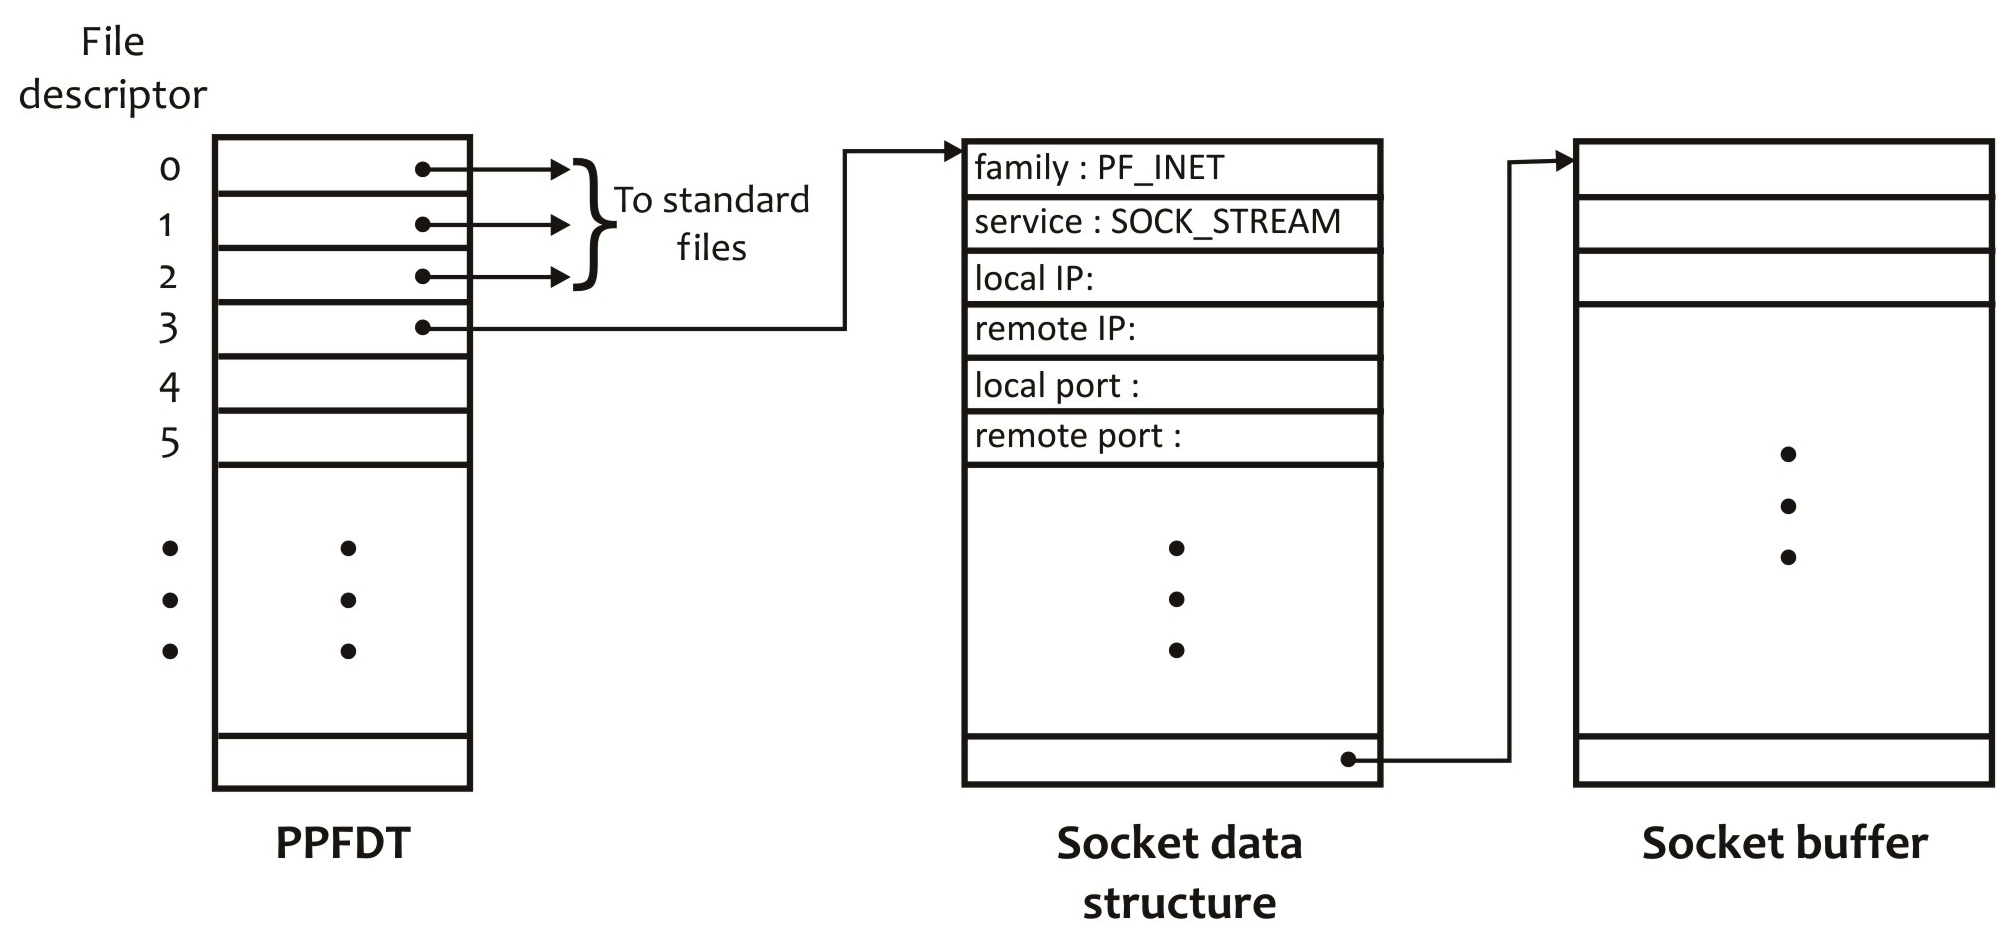 File
descriptor
0
1
2
3
4
5
To standard
files
family : PF_INET
service : SOCK_STREAM
local IP:
remote IP:
local port :
remote port :
PPFDT
Socket data
structure
Socket buffer